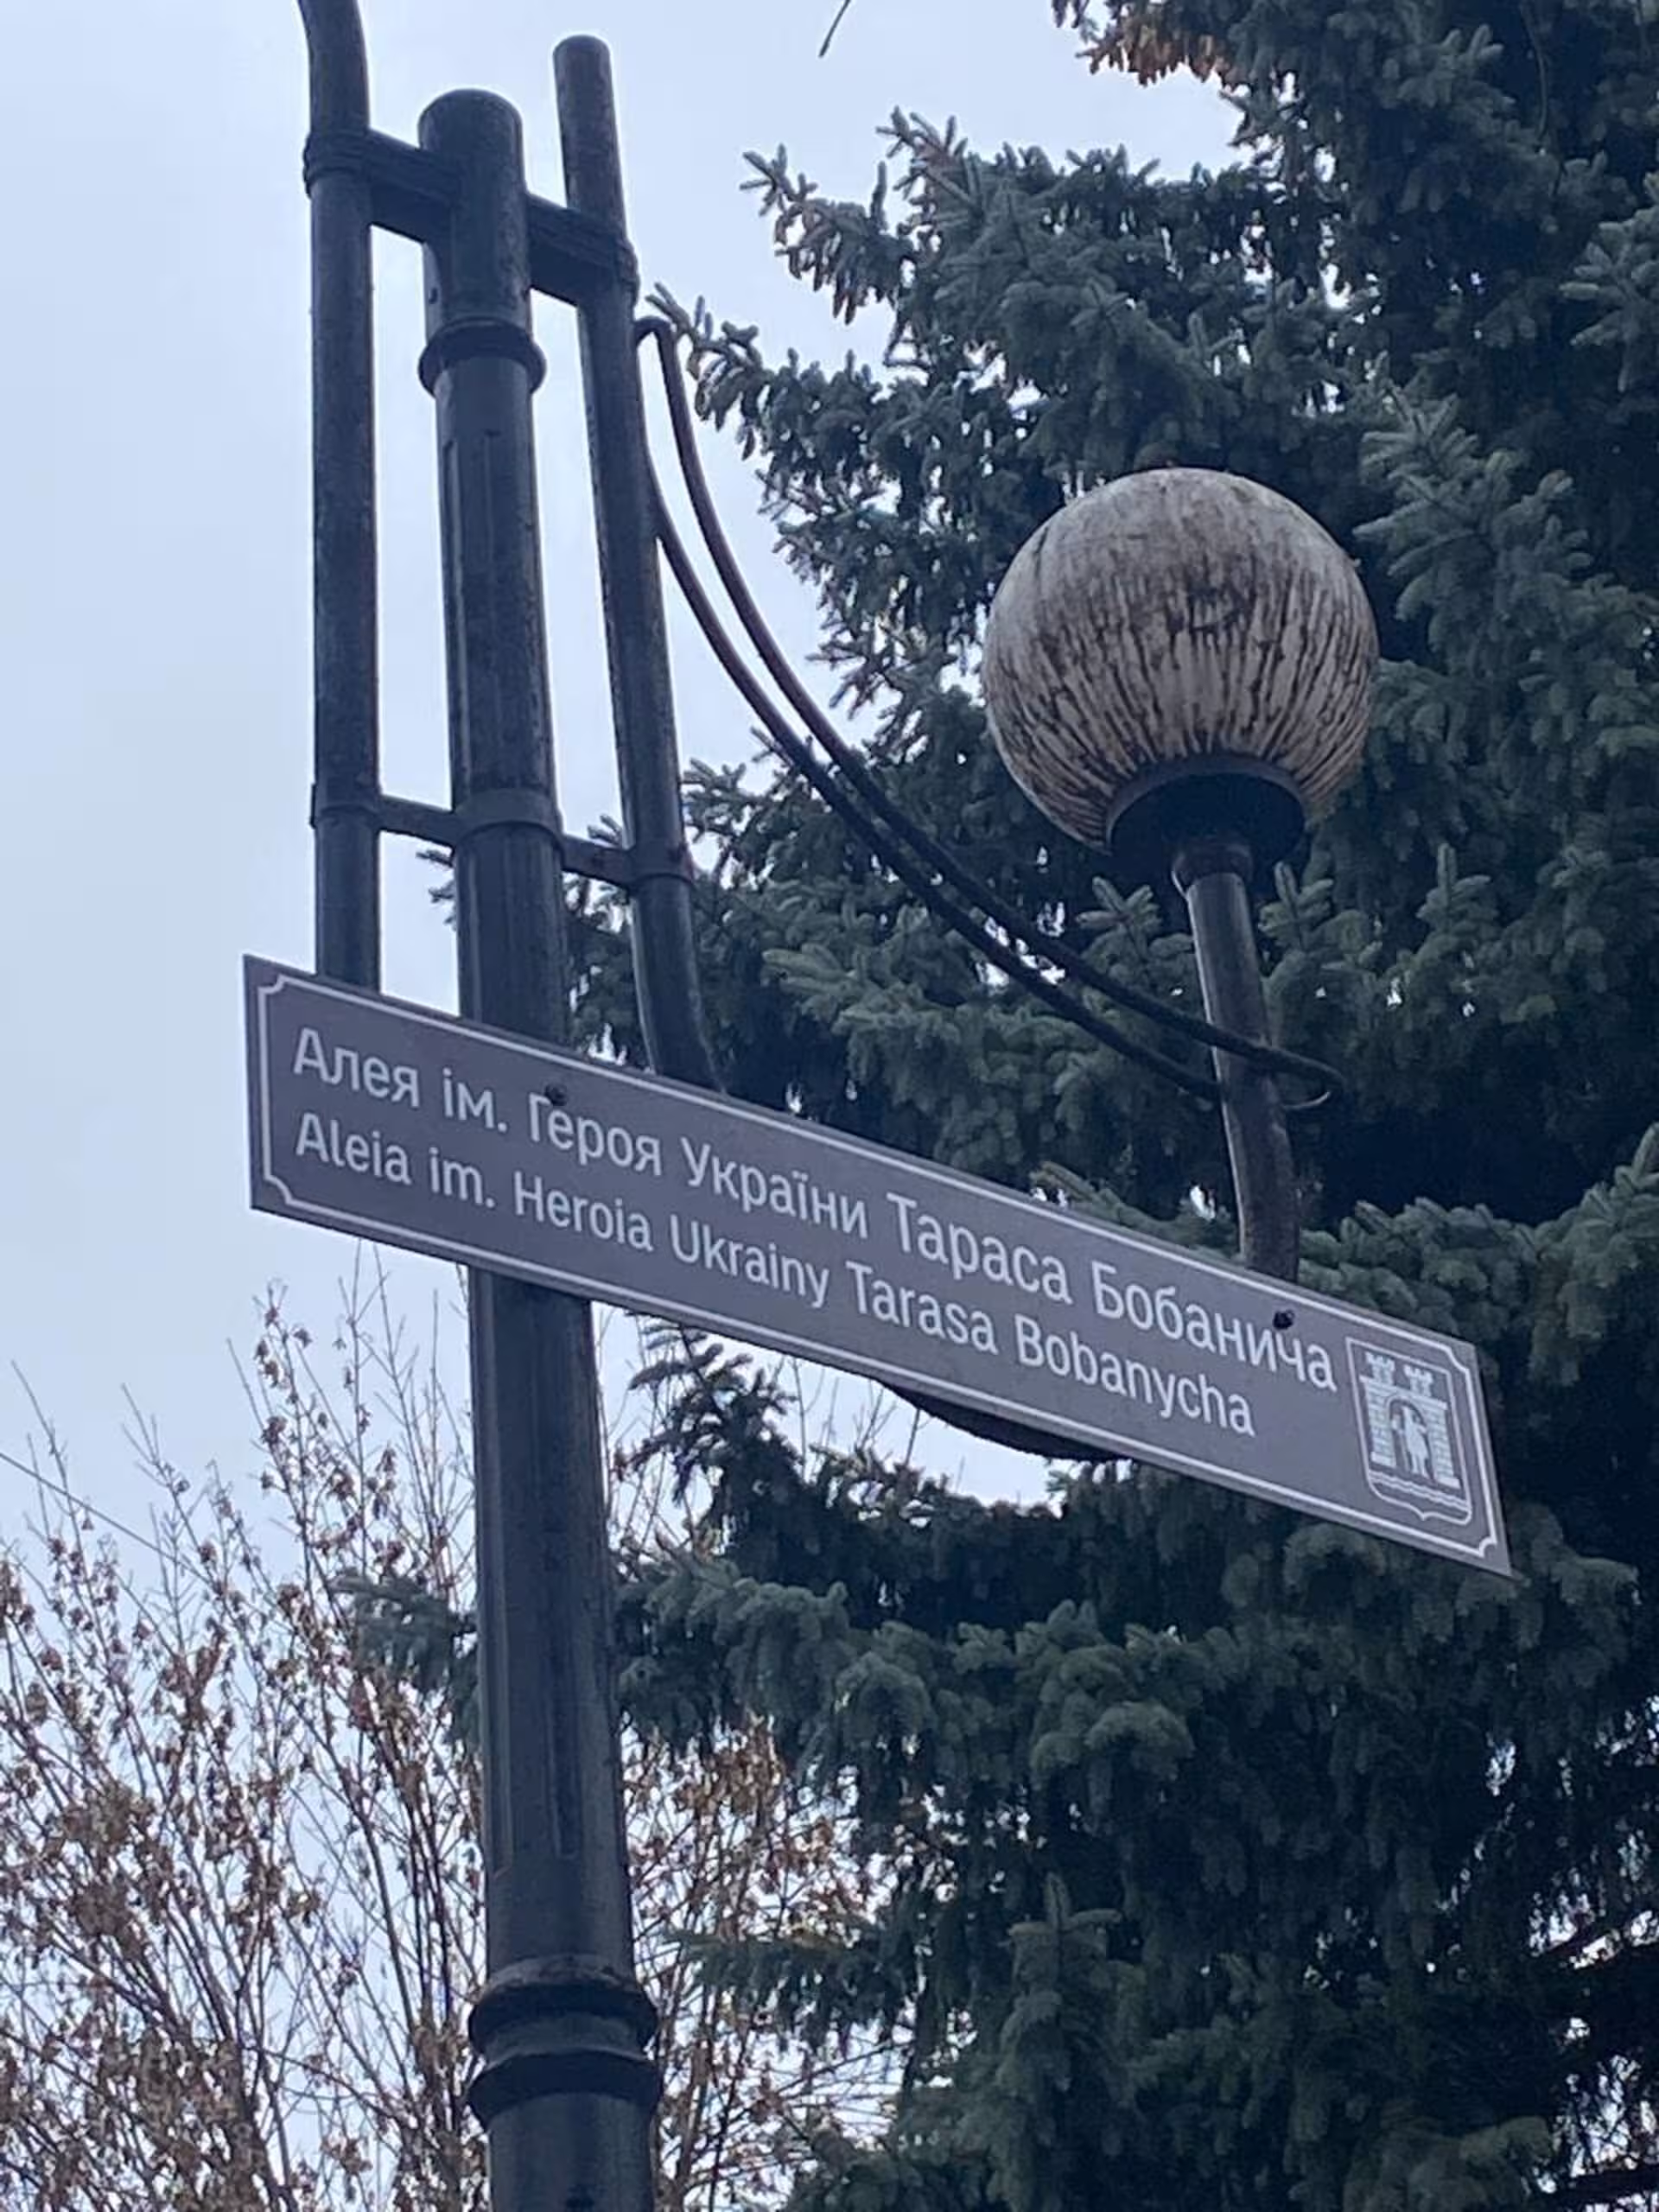 Алея ім. Героя України Тараса Бобанича
Aleia im. Heroia Ukrainy Tarasa Bobanycha